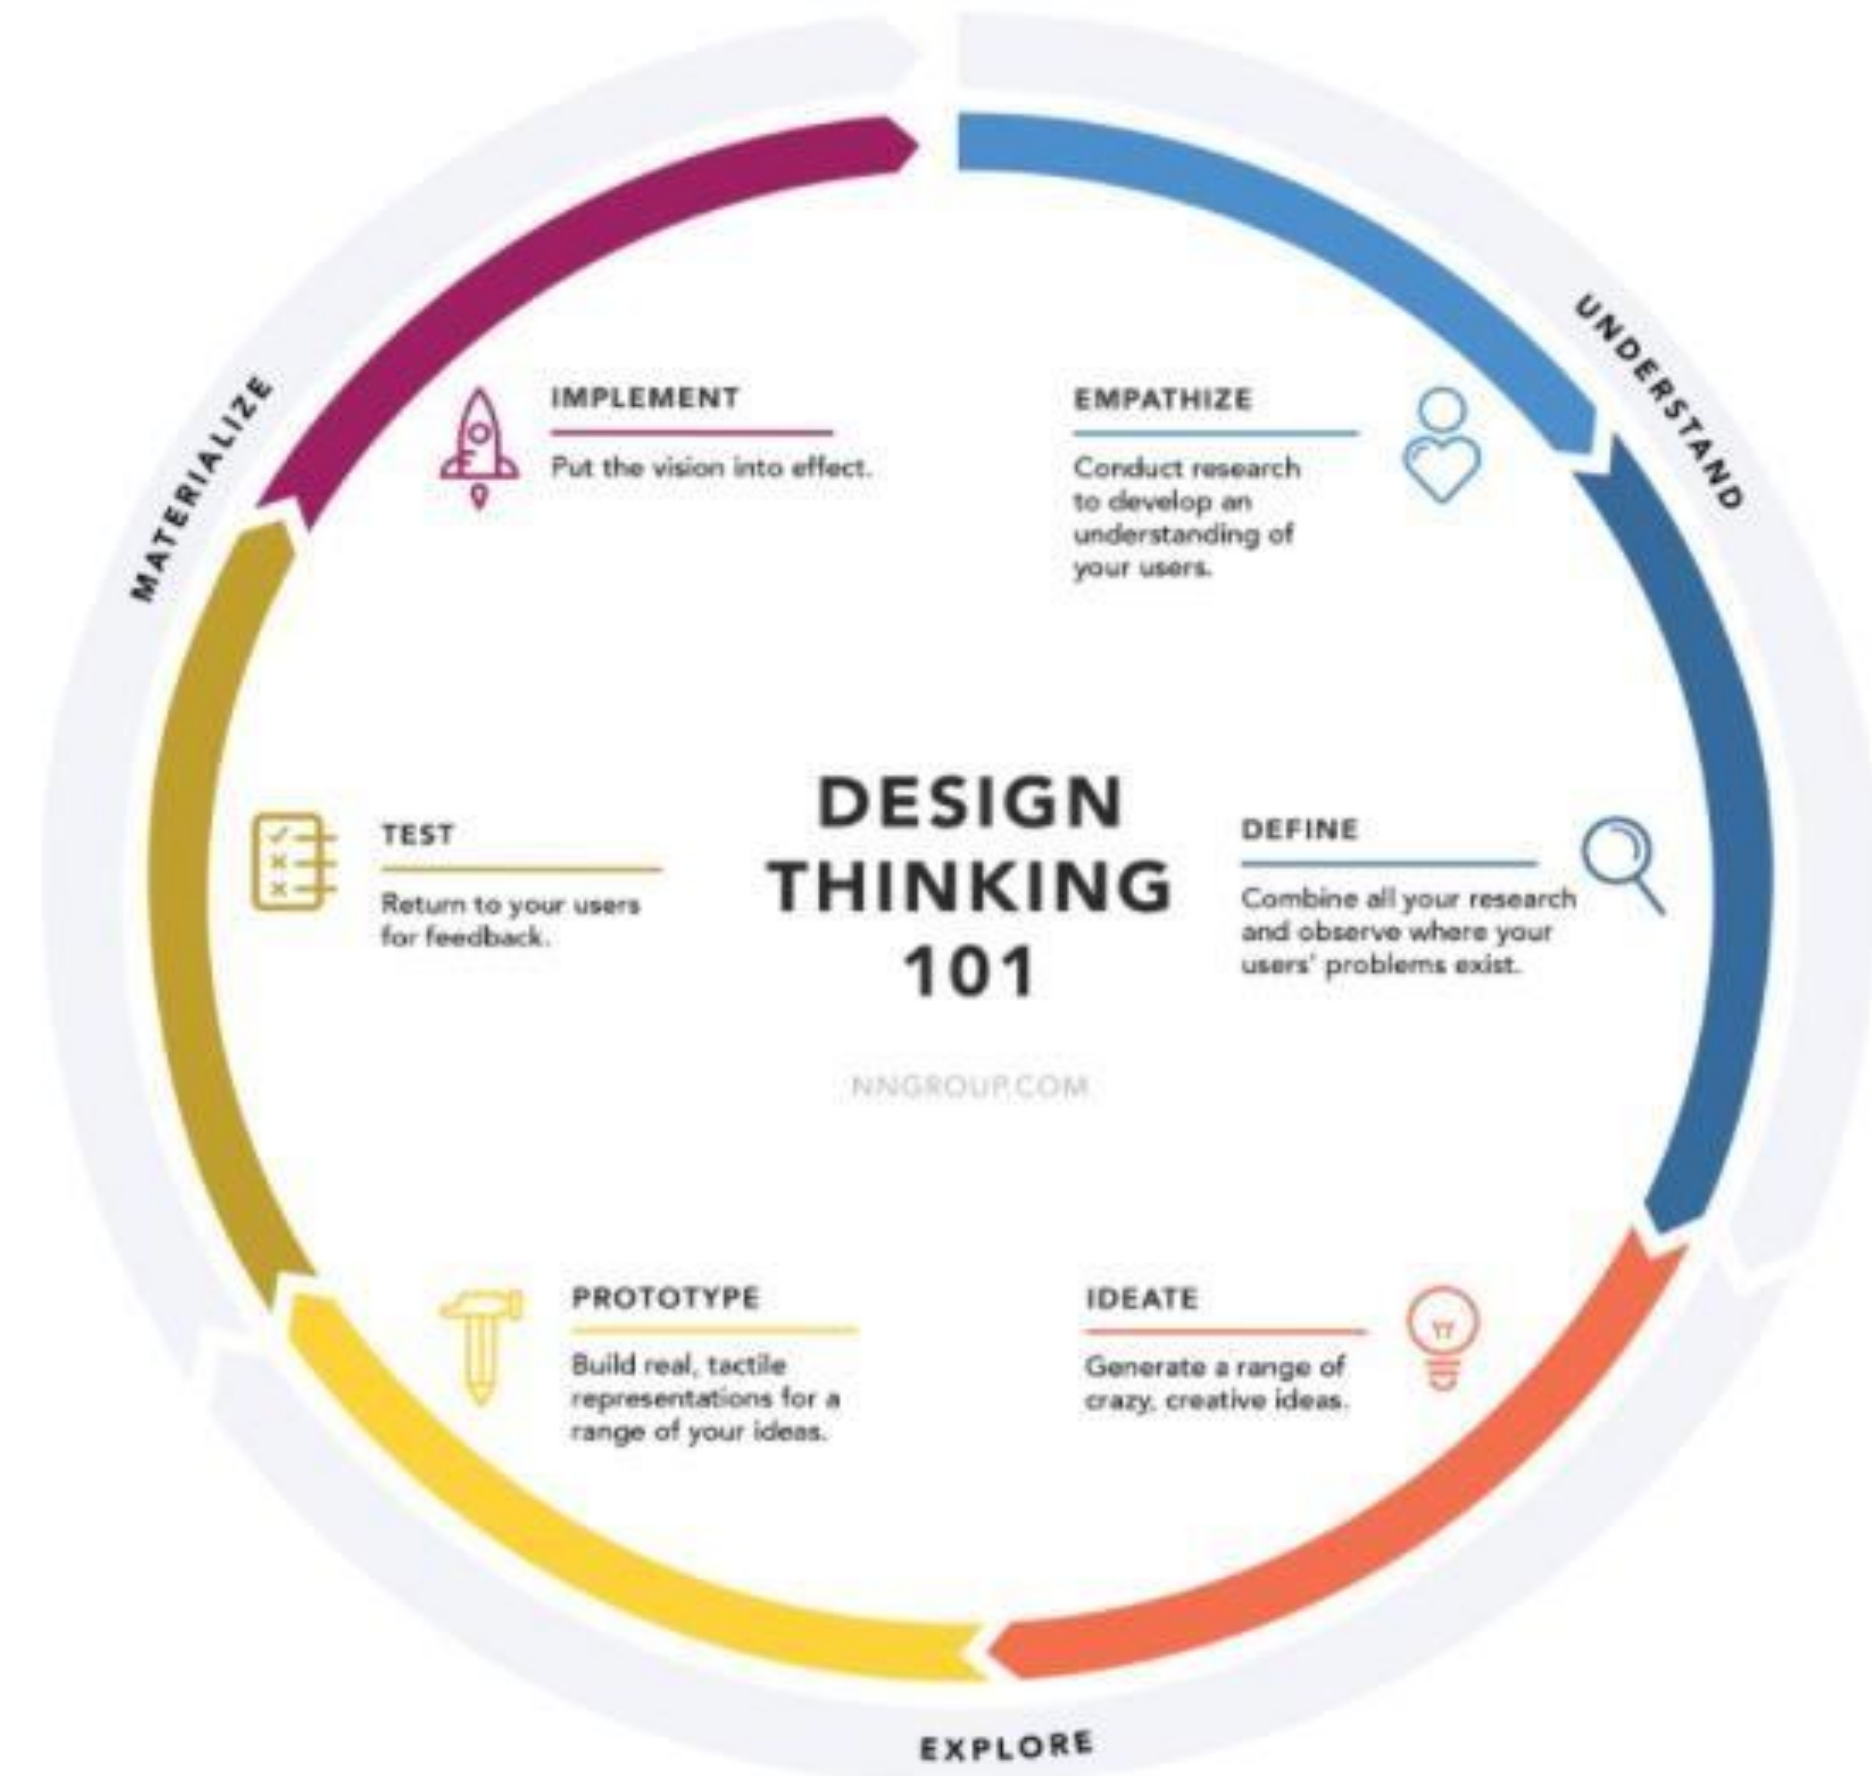 DESIGN
THINKING
101
NNGROUP.COM
UNDERSTAND
EMPATHIZE
Conduct research
to develop an
understanding of
your users.
DEFINE
Combine all your research
and observe where your
users' problems exist.
EXPLORE
IDEATE
Generate a range of
crazy, creative ideas.
PROTOTYPE
Build real, tactile
representations for a
range of your ideas.
MATERIALIZE
TEST
Return to your users
for feedback.
IMPLEMENT
Put the vision into effect.